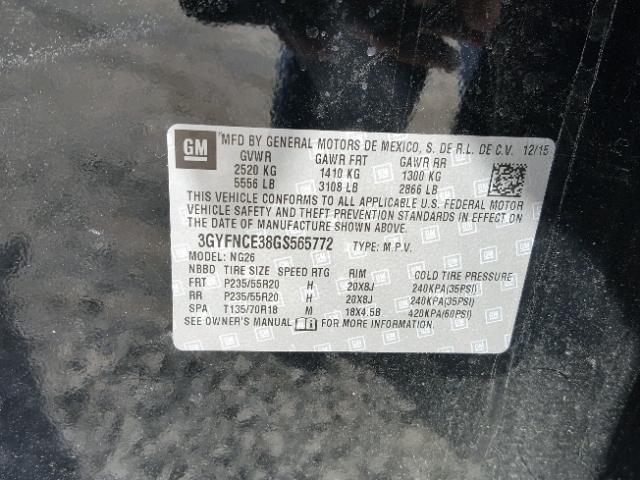 GM *MFD BY GENERAL MOTORS DE MEXICO, S. DE R.L. DE C.V. 12/15
GVWR GAWR FRT GAWR RR
2520 KG 1410 KG 1300 KG
5556 LB 3108 LB 2866 LB
THIS VEHICLE CONFORMS TO ALL APPLICABLE U.S. FEDERAL MOTOR
VEHICLE SAFETY AND THEFT PREVENTION STANDARDS IN EFFECT ON
THE DATE OF MANUFACTURE SHOWN ABOVE.
3GYFNCE38GS565772 TYPE: M.P.V.
MODEL: NG26
NBBD TIRE SIZE SPEED RTG RIM COLD TIRE PRESSURE
FRT P235/55R20 H 20X8J 240KPA(35PSI)
RR P235/55R20 H 20X8J 240KPA(35PSI)
SPA T135/70R18 M 18X4.5B 420KPA(60PSI)
SEE OWNER'S MANUAL FOR MORE INFORMATION.